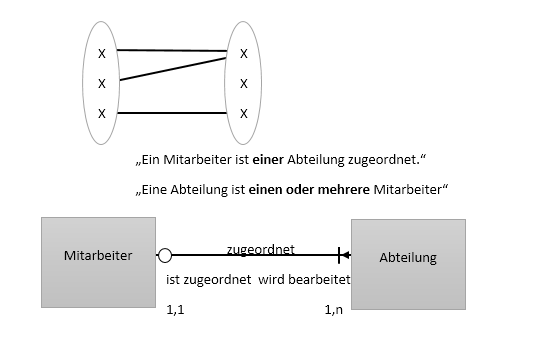 X X
X X
X X
„Ein Mitarbeiter ist einer Abteilung zugeordnet.“
„Eine Abteilung ist einen oder mehrere Mitarbeiter“
zugeordnet
Mitarbeiter
Abteilung
ist zugeordnet wird bearbeitet
1,1 1,n